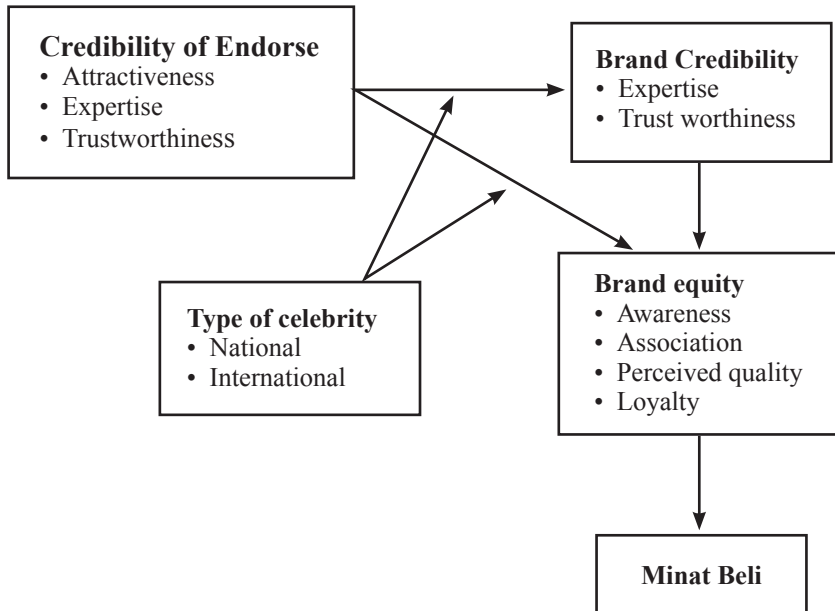 Credibility of Endorse
• Attractiveness
• Expertise
• Trustworthiness
Brand Credibility
• Expertise
• Trust worthiness
Type of celebrity
• National
• International
Brand equity
• Awareness
• Association
• Perceived quality
• Loyalty
Minat Beli